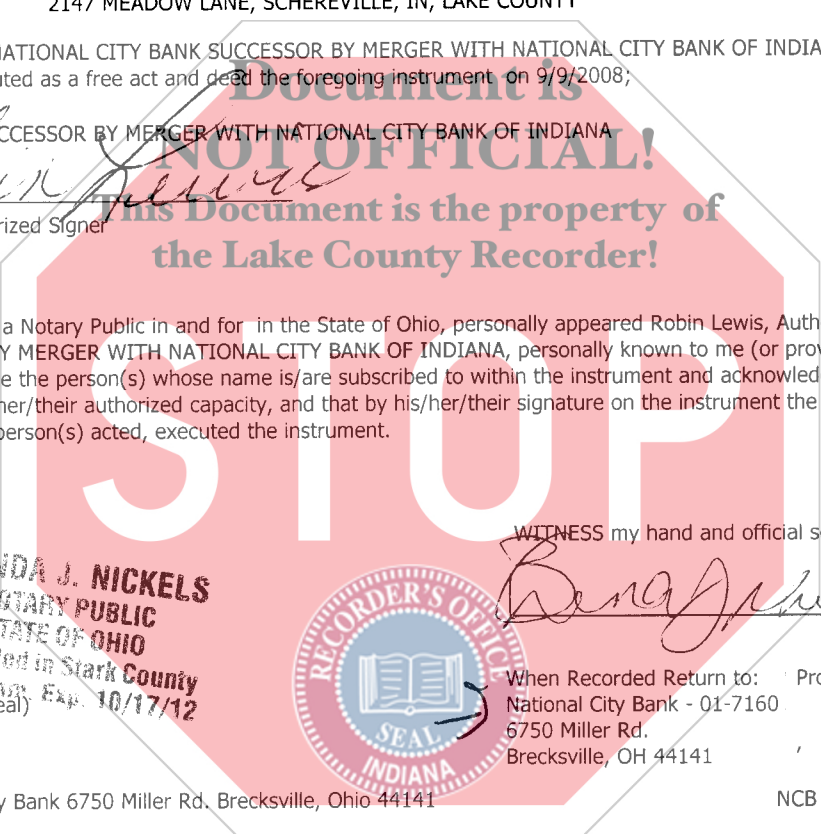 2147 MEADOW LANE, SCHEREVILLE, IN, LAKE COUNTY
NATIONAL CITY BANK SUCCESSOR BY MERGER WITH NATIONAL CITY BANK OF INDIA
uted as a free act and deed the foregoing instrument on 9/9/2008;
Document is
UCCESSOR BY MERGER WITH NATIONAL CITY BANK OF INDIANA
NOT OFFICIAL!
This Document is the property of
rized Signer
the Lake County Recorder!
a Notary Public in and for in the State of Ohio, personally appeared Robin Lewis, Auth
Y MERGER WITH NATIONAL CITY BANK OF INDIANA, personally known to me (or prov
e the person(s) whose name is/are subscribed to within the instrument and acknowled
her/their authorized capacity, and that by his/her/their signature on the instrument the
person(s) acted, executed the instrument.
STOP
WITNESS my hand and official s
NDA J. NICKELS
NOTARY PUBLIC
STATE OF OHIO
ded in Stark County
Exp. 10/17/12
eal)
RECORDER'S OFFICE
SEAL
INDIANA
When Recorded Return to: Pro
National City Bank - 01-7160
6750 Miller Rd.
Brecksville, OH 44141
y Bank 6750 Miller Rd. Brecksville, Ohio 44141 NCB